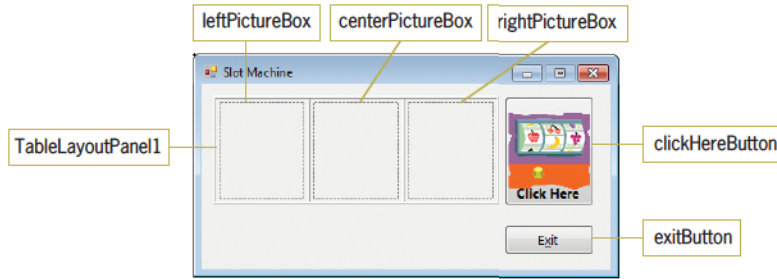 leftPictureBox
centerPictureBox
rightPictureBox
Slot Machine
TableLayoutPanel1
clickHereButton
Click Here
Exit
exitButton